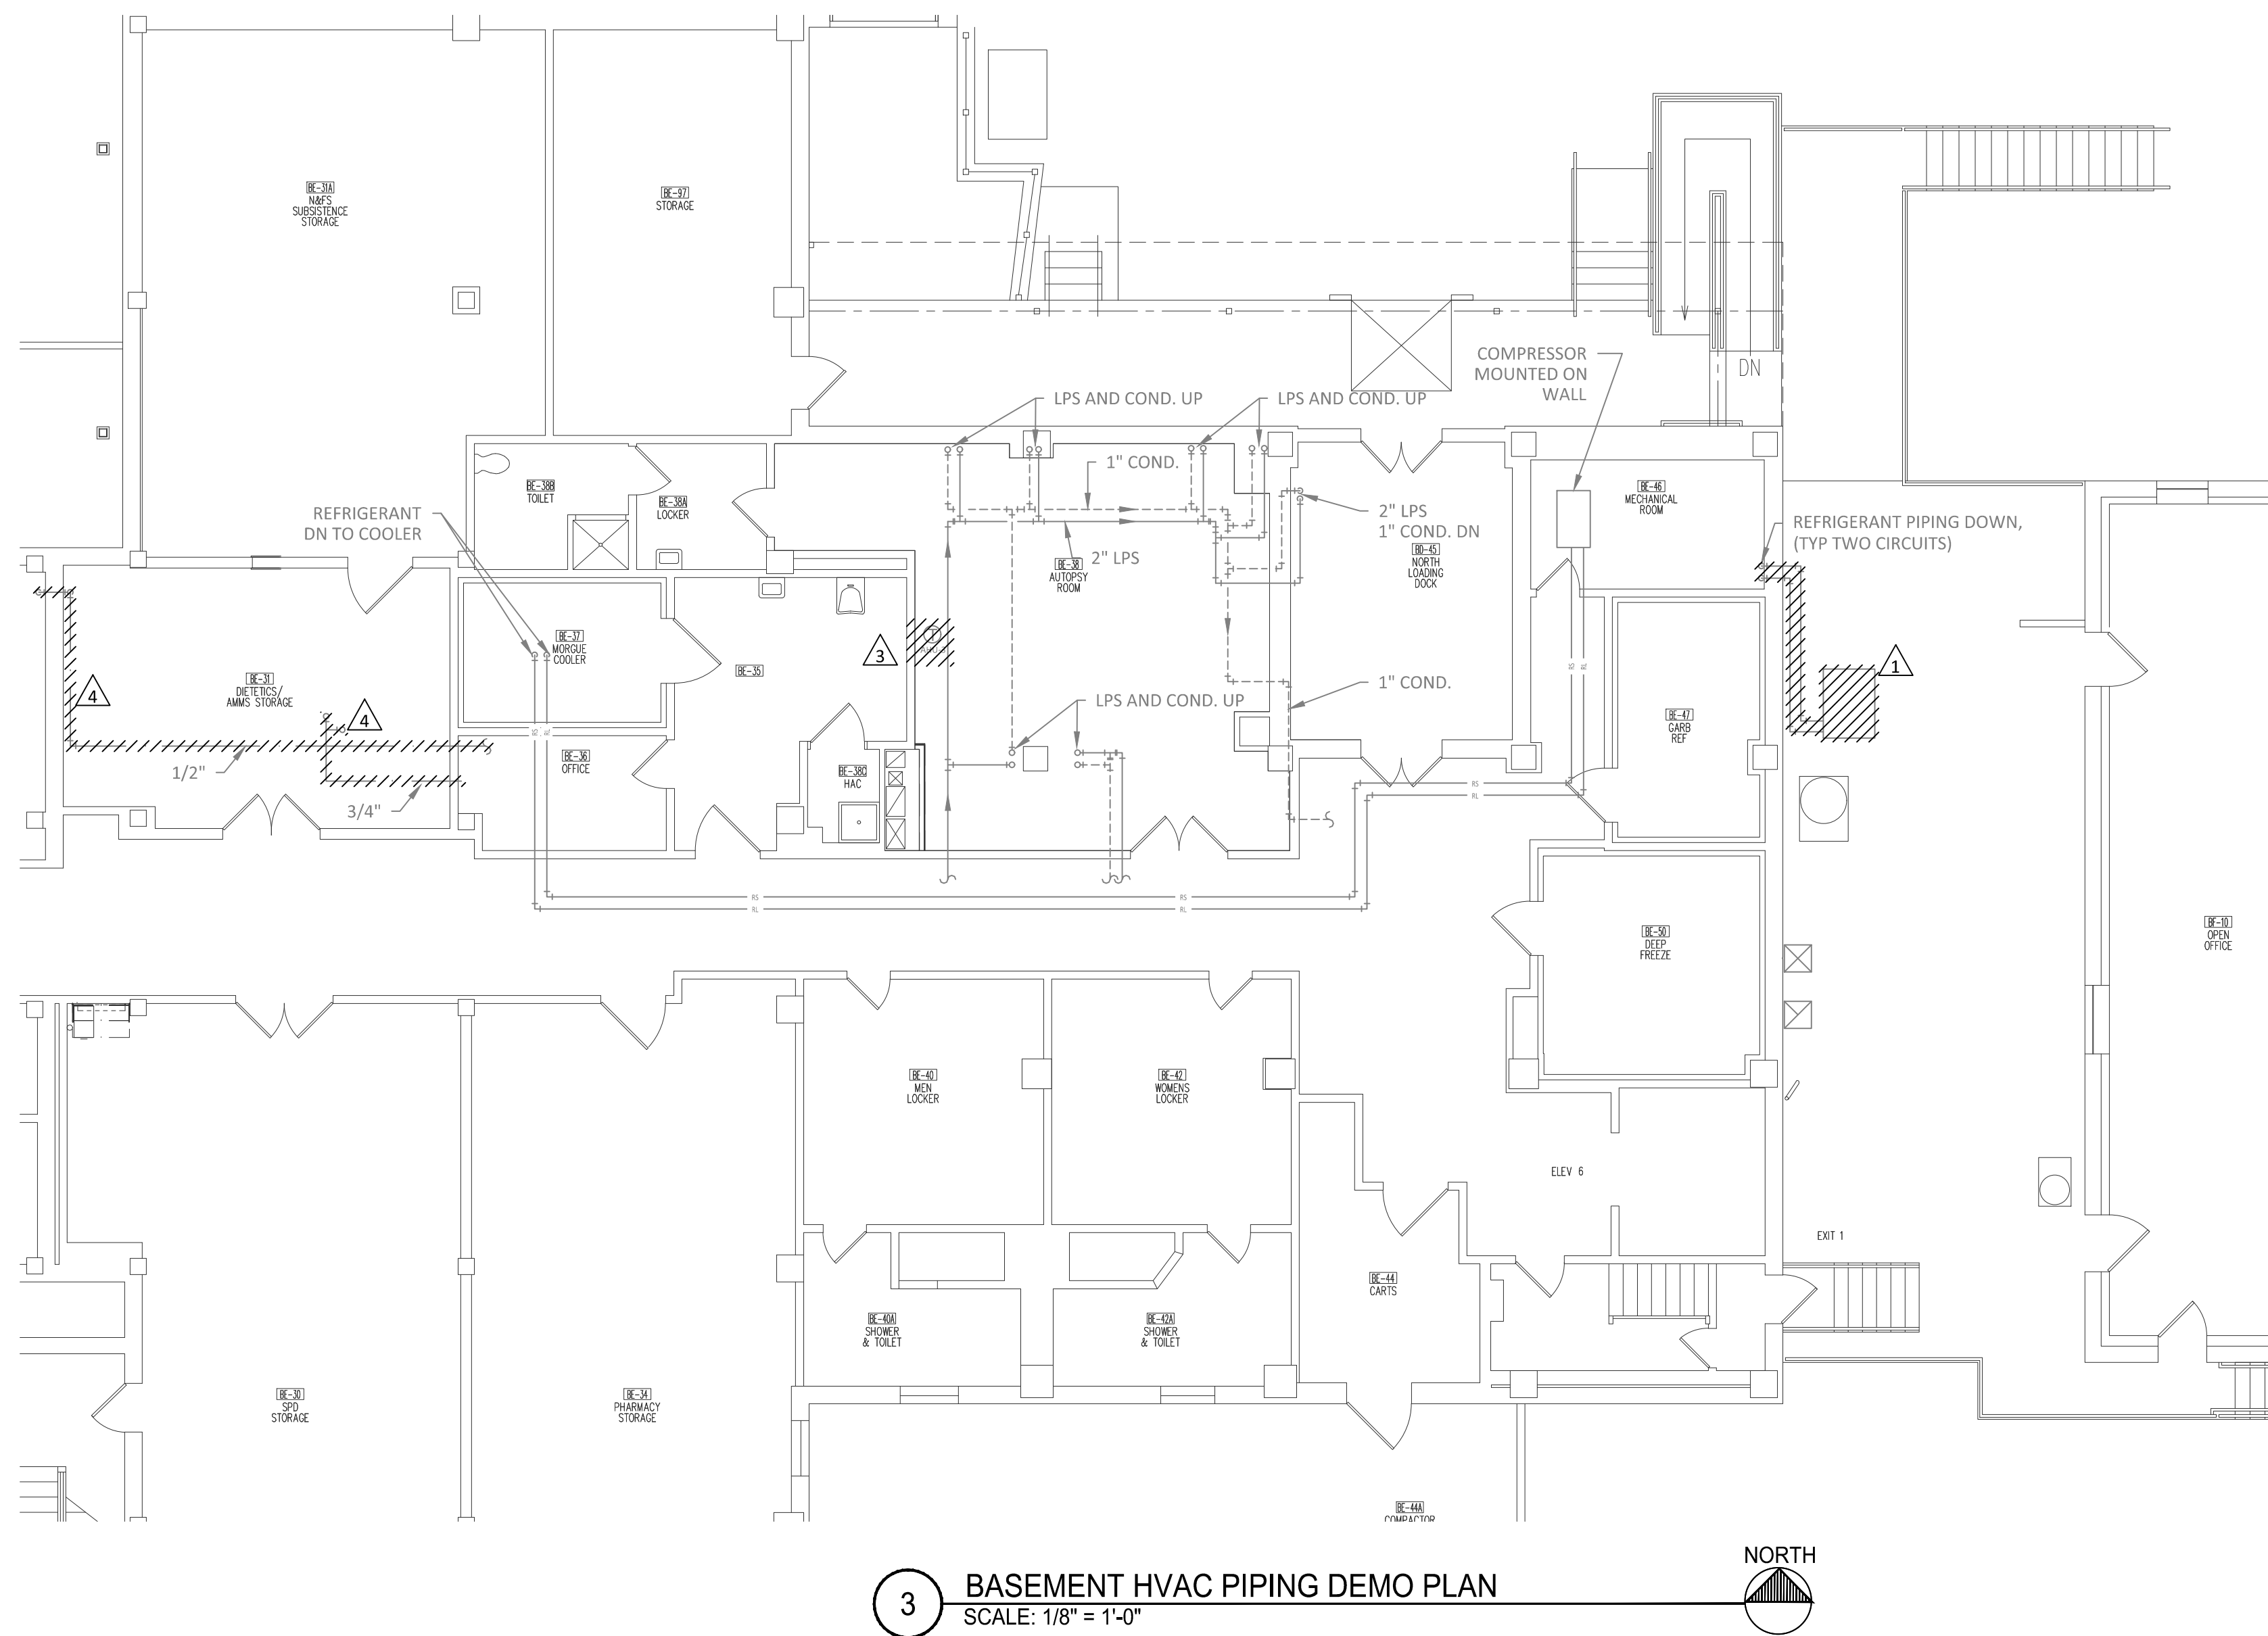 BE-31A
N&FS
SUBSISTENCE
STORAGE
BE-97
STORAGE
COMPRESSOR
MOUNTED ON
WALL
DN
LPS AND COND. UP
LPS AND COND. UP
1" COND.
BE-38B
TOILET
BE-38A
LOCKER
REFRIGERANT
DN TO COOLER
2" LPS
1" COND. DN
BE-46
MECHANICAL
ROOM
REFRIGERANT PIPING DOWN,
(TYP TWO CIRCUITS)
2" LPS
BE-38
AUTOPSY
ROOM
BD-45
NORTH
LOADING
DOCK
BE-37
MORGUE
COOLER
T
3
BE-35
RS
RL
1
BE-31
DIETETICS/
AMMS STORAGE
4
4
1" COND.
LPS AND COND. UP
BE-47
GARB
REF
RS
BE-36
OFFICE
1/2"
3/4"
BE-38C
HAC
RS
RL
RS
RS
RL
RL
BE-50
DEEP
FREEZE
BF-10
OPEN
OFFICE
BE-40
MEN
LOCKER
BE-42
WOMENS
LOCKER
ELEV 6
EXIT 1
BE-44
CARTS
BE-40A
SHOWER
& TOILET
BE-42A
SHOWER
& TOILET
BE-30
SPD
STORAGE
BE-34
PHARMACY
STORAGE
BE-44A
COMPACTOR
NORTH
3
BASEMENT HVAC PIPING DEMO PLAN
SCALE: 1/8" = 1'-0"